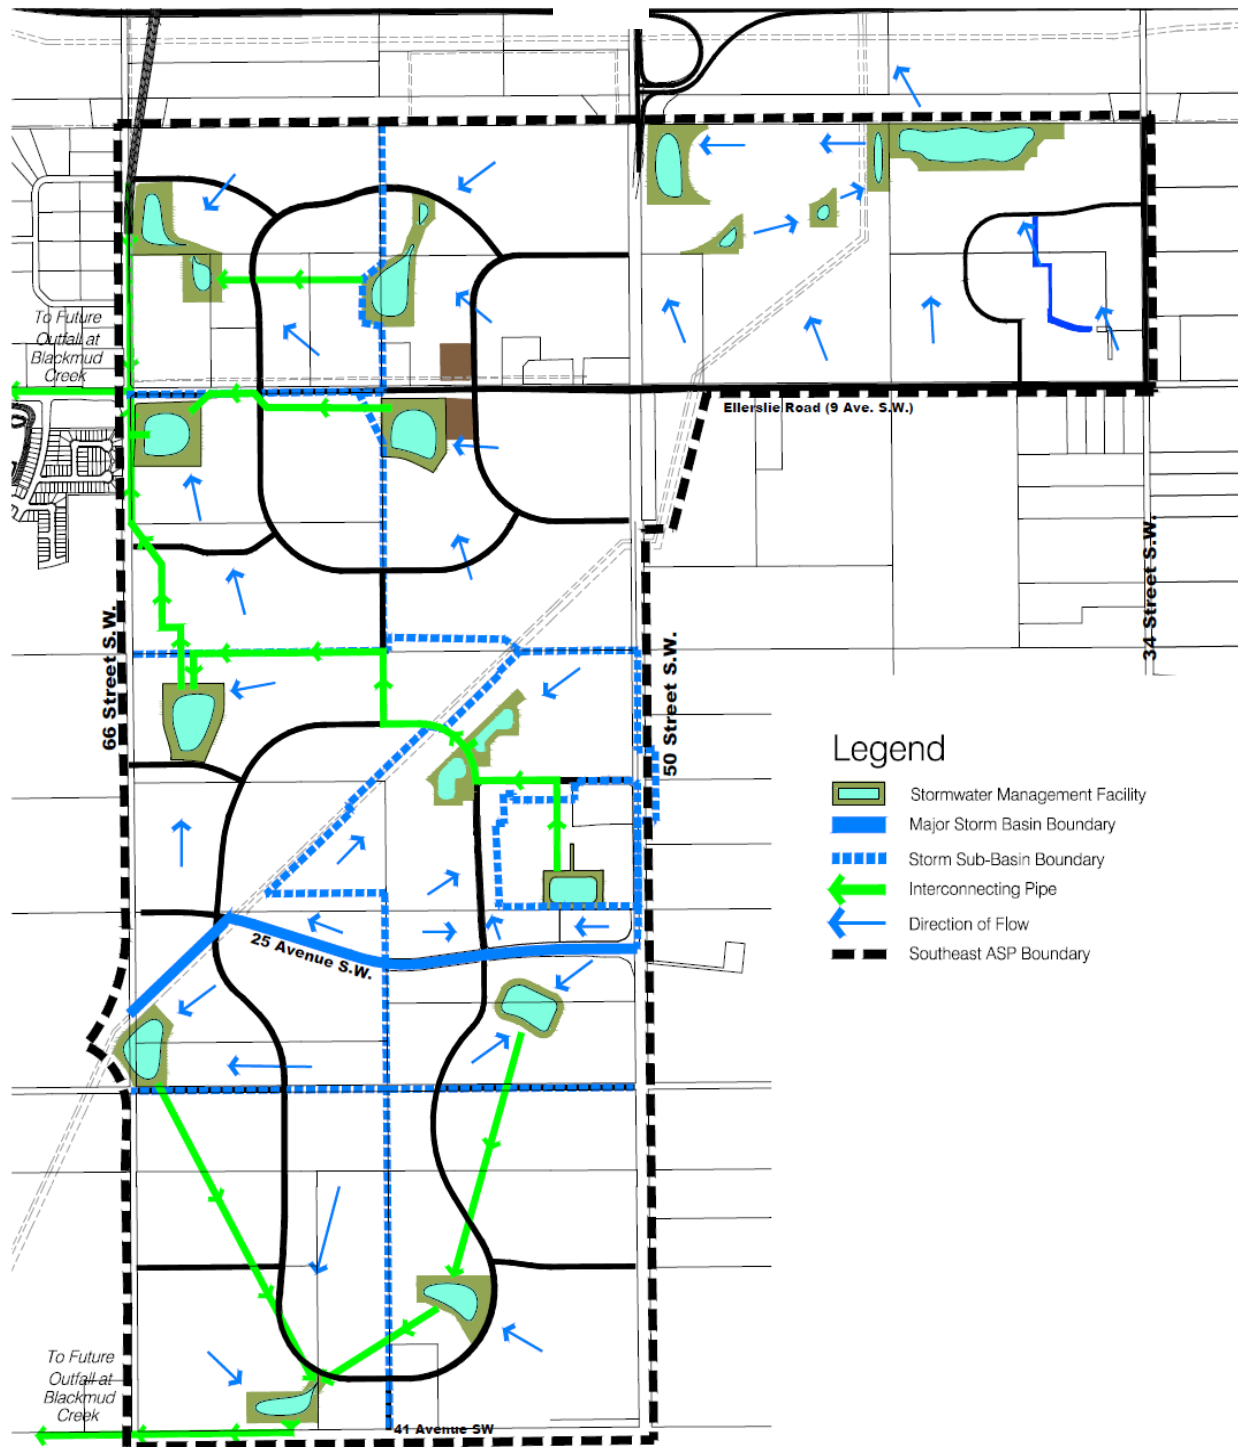 To Future
Outfall at
Blackmud
Creek
Ellerslie Road (9 Ave. S.W.)
66 Street S.W.
50 Street S.W.
34 Street S.W.
Legend
Stormwater Management Facility
Major Storm Basin Boundary
Storm Sub-Basin Boundary
Interconnecting Pipe
Direction of Flow
Southeast ASP Boundary
25 Avenue S.W.
To Future
Outfall at
Blackmud
Creek
41 Avenue SW